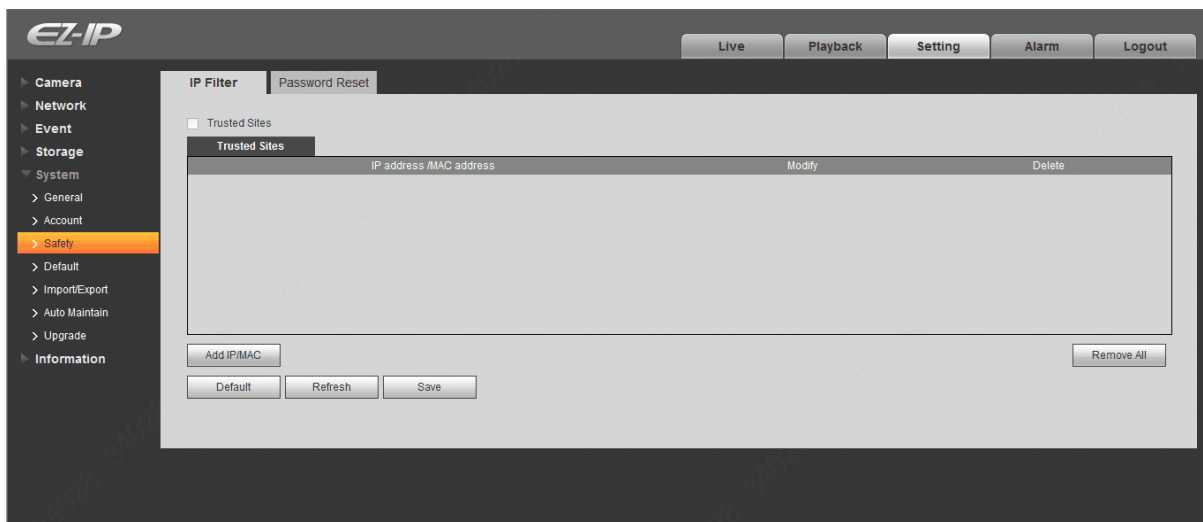 EZ-IP
Live Playback Setting Alarm Logout
Camera
Network
Event
Storage
System
General
Account
Safety
Default
Import/Export
Auto Maintain
Upgrade
Information
IP Filter Password Reset
Trusted Sites
Trusted Sites
IP address /MAC address Modify Delete
Add IP/MAC Remove All
Default Refresh Save